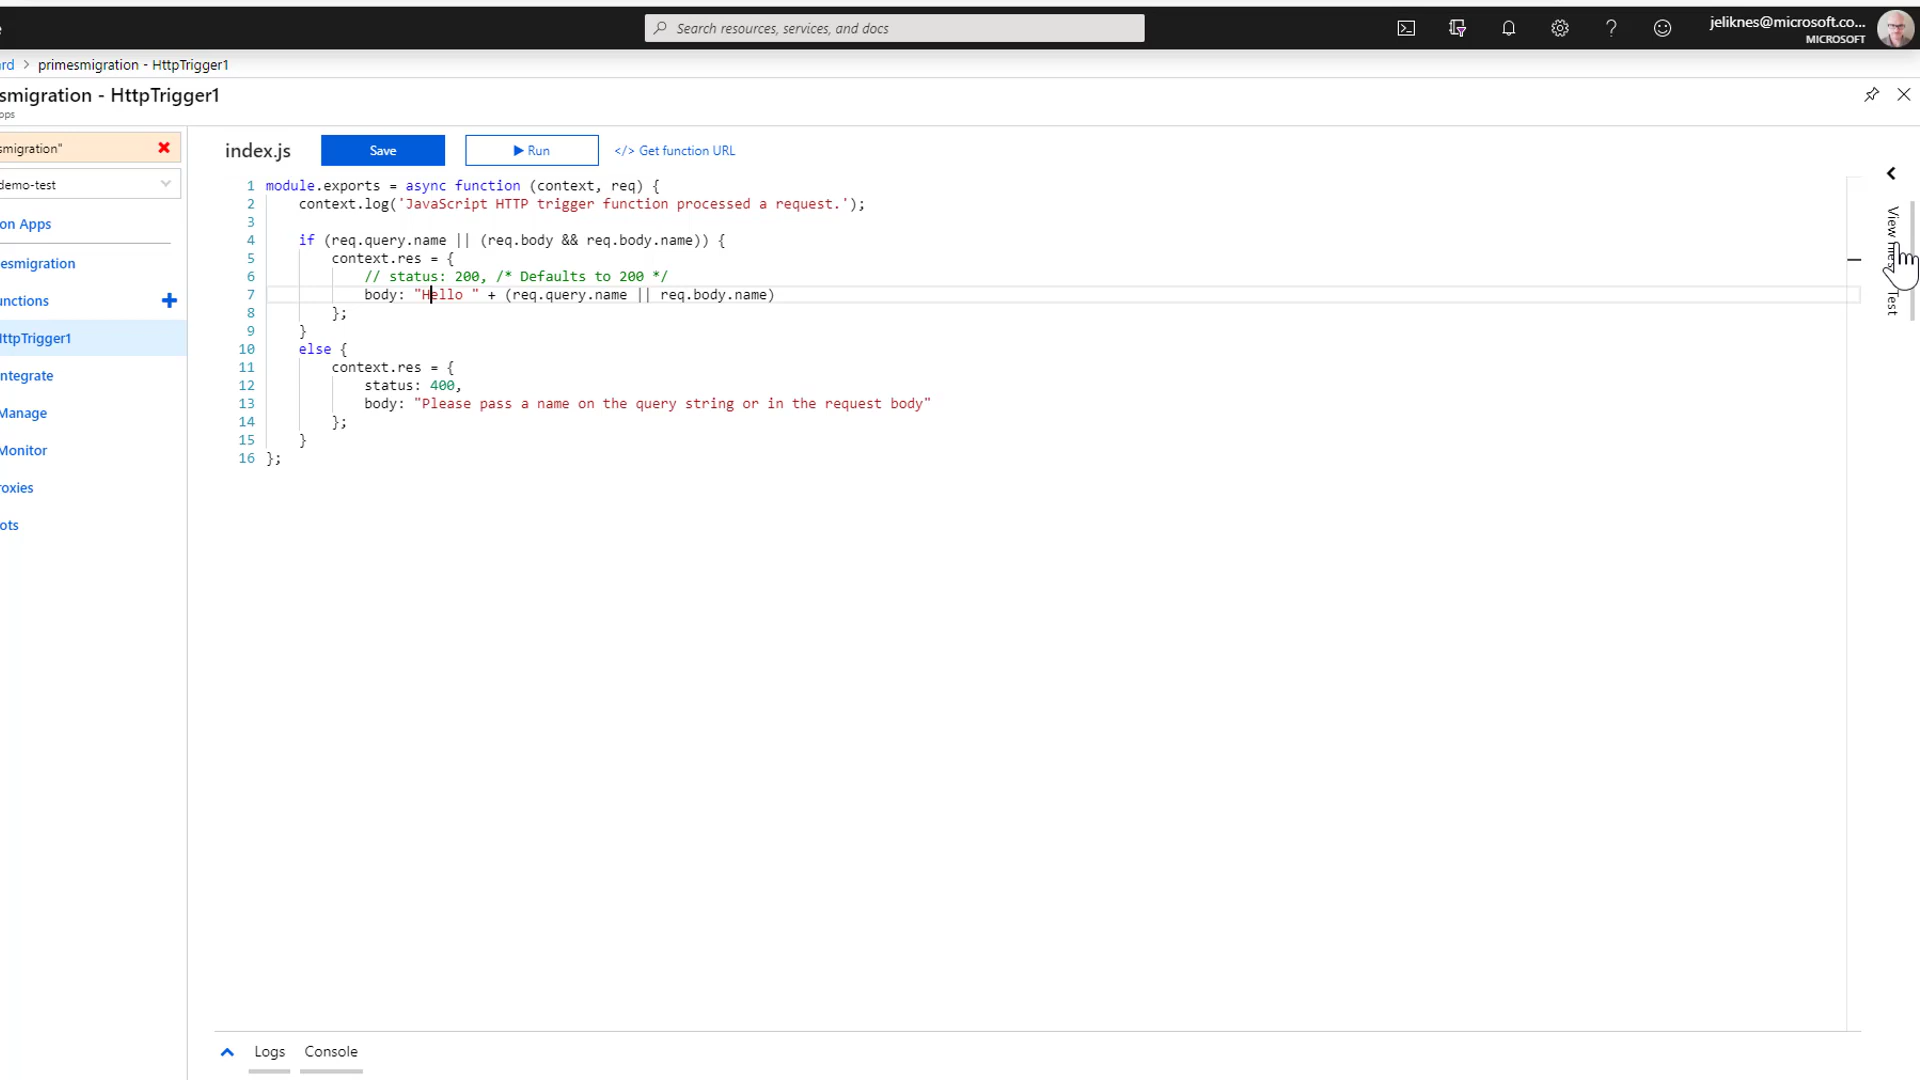 e
Search resources, services, and docs
jeliknes@microsoft.co...
MICROSOFT
rd > primesmigration - HttpTrigger1
smigration - HttpTrigger1
pps
smigration"
demo-test
on Apps
esmigration
unctions
HttpTrigger1
ntegrate
Manage
Monitor
roxies
ots
index.js
Save
Run
</> Get function URL
1 module.exports = async function (context, req) {
2 context.log('JavaScript HTTP trigger function processed a request.');
3
4 if (req.query.name || (req.body && req.body.name)) {
5 context.res = {
6 // status: 200, /* Defaults to 200 */
7 body: "Hello " + (req.query.name || req.body.name)
8 };
9 }
10 else {
11 context.res = {
12 status: 400,
13 body: "Please pass a name on the query string or in the request body"
14 };
15 }
16 };
View
Test
Logs
Console